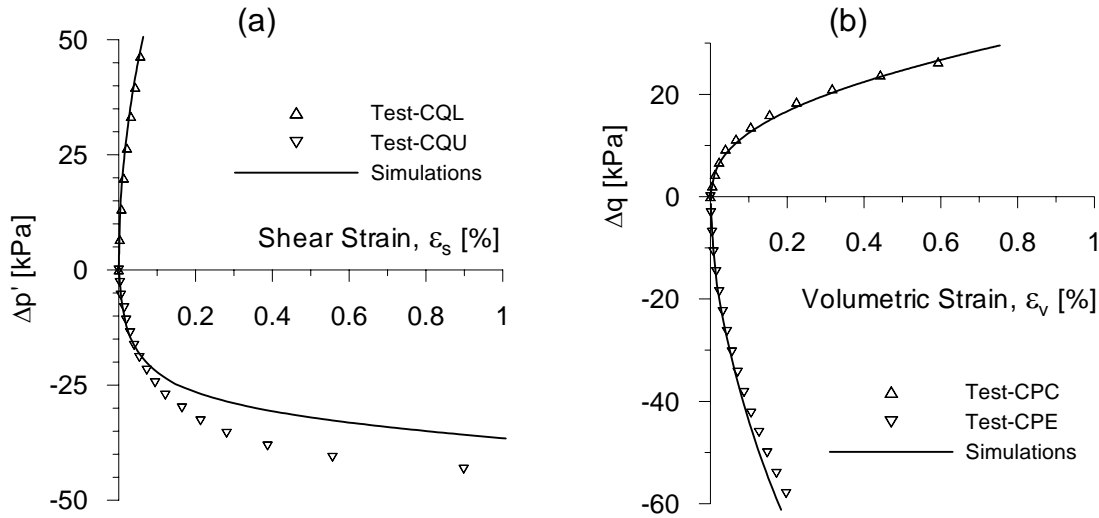 (a)
50
25
0
-25
-50
Δp' [kPa]
Test-CQL
Test-CQU
Simulations
Shear Strain, εs [%]
0.2
0.4
0.6
0.8
1
(b)
20
0
-20
-40
-60
Δq [kPa]
0.2
0.4
0.6
0.8
1
Volumetric Strain, εv [%]
Test-CPC
Test-CPE
Simulations